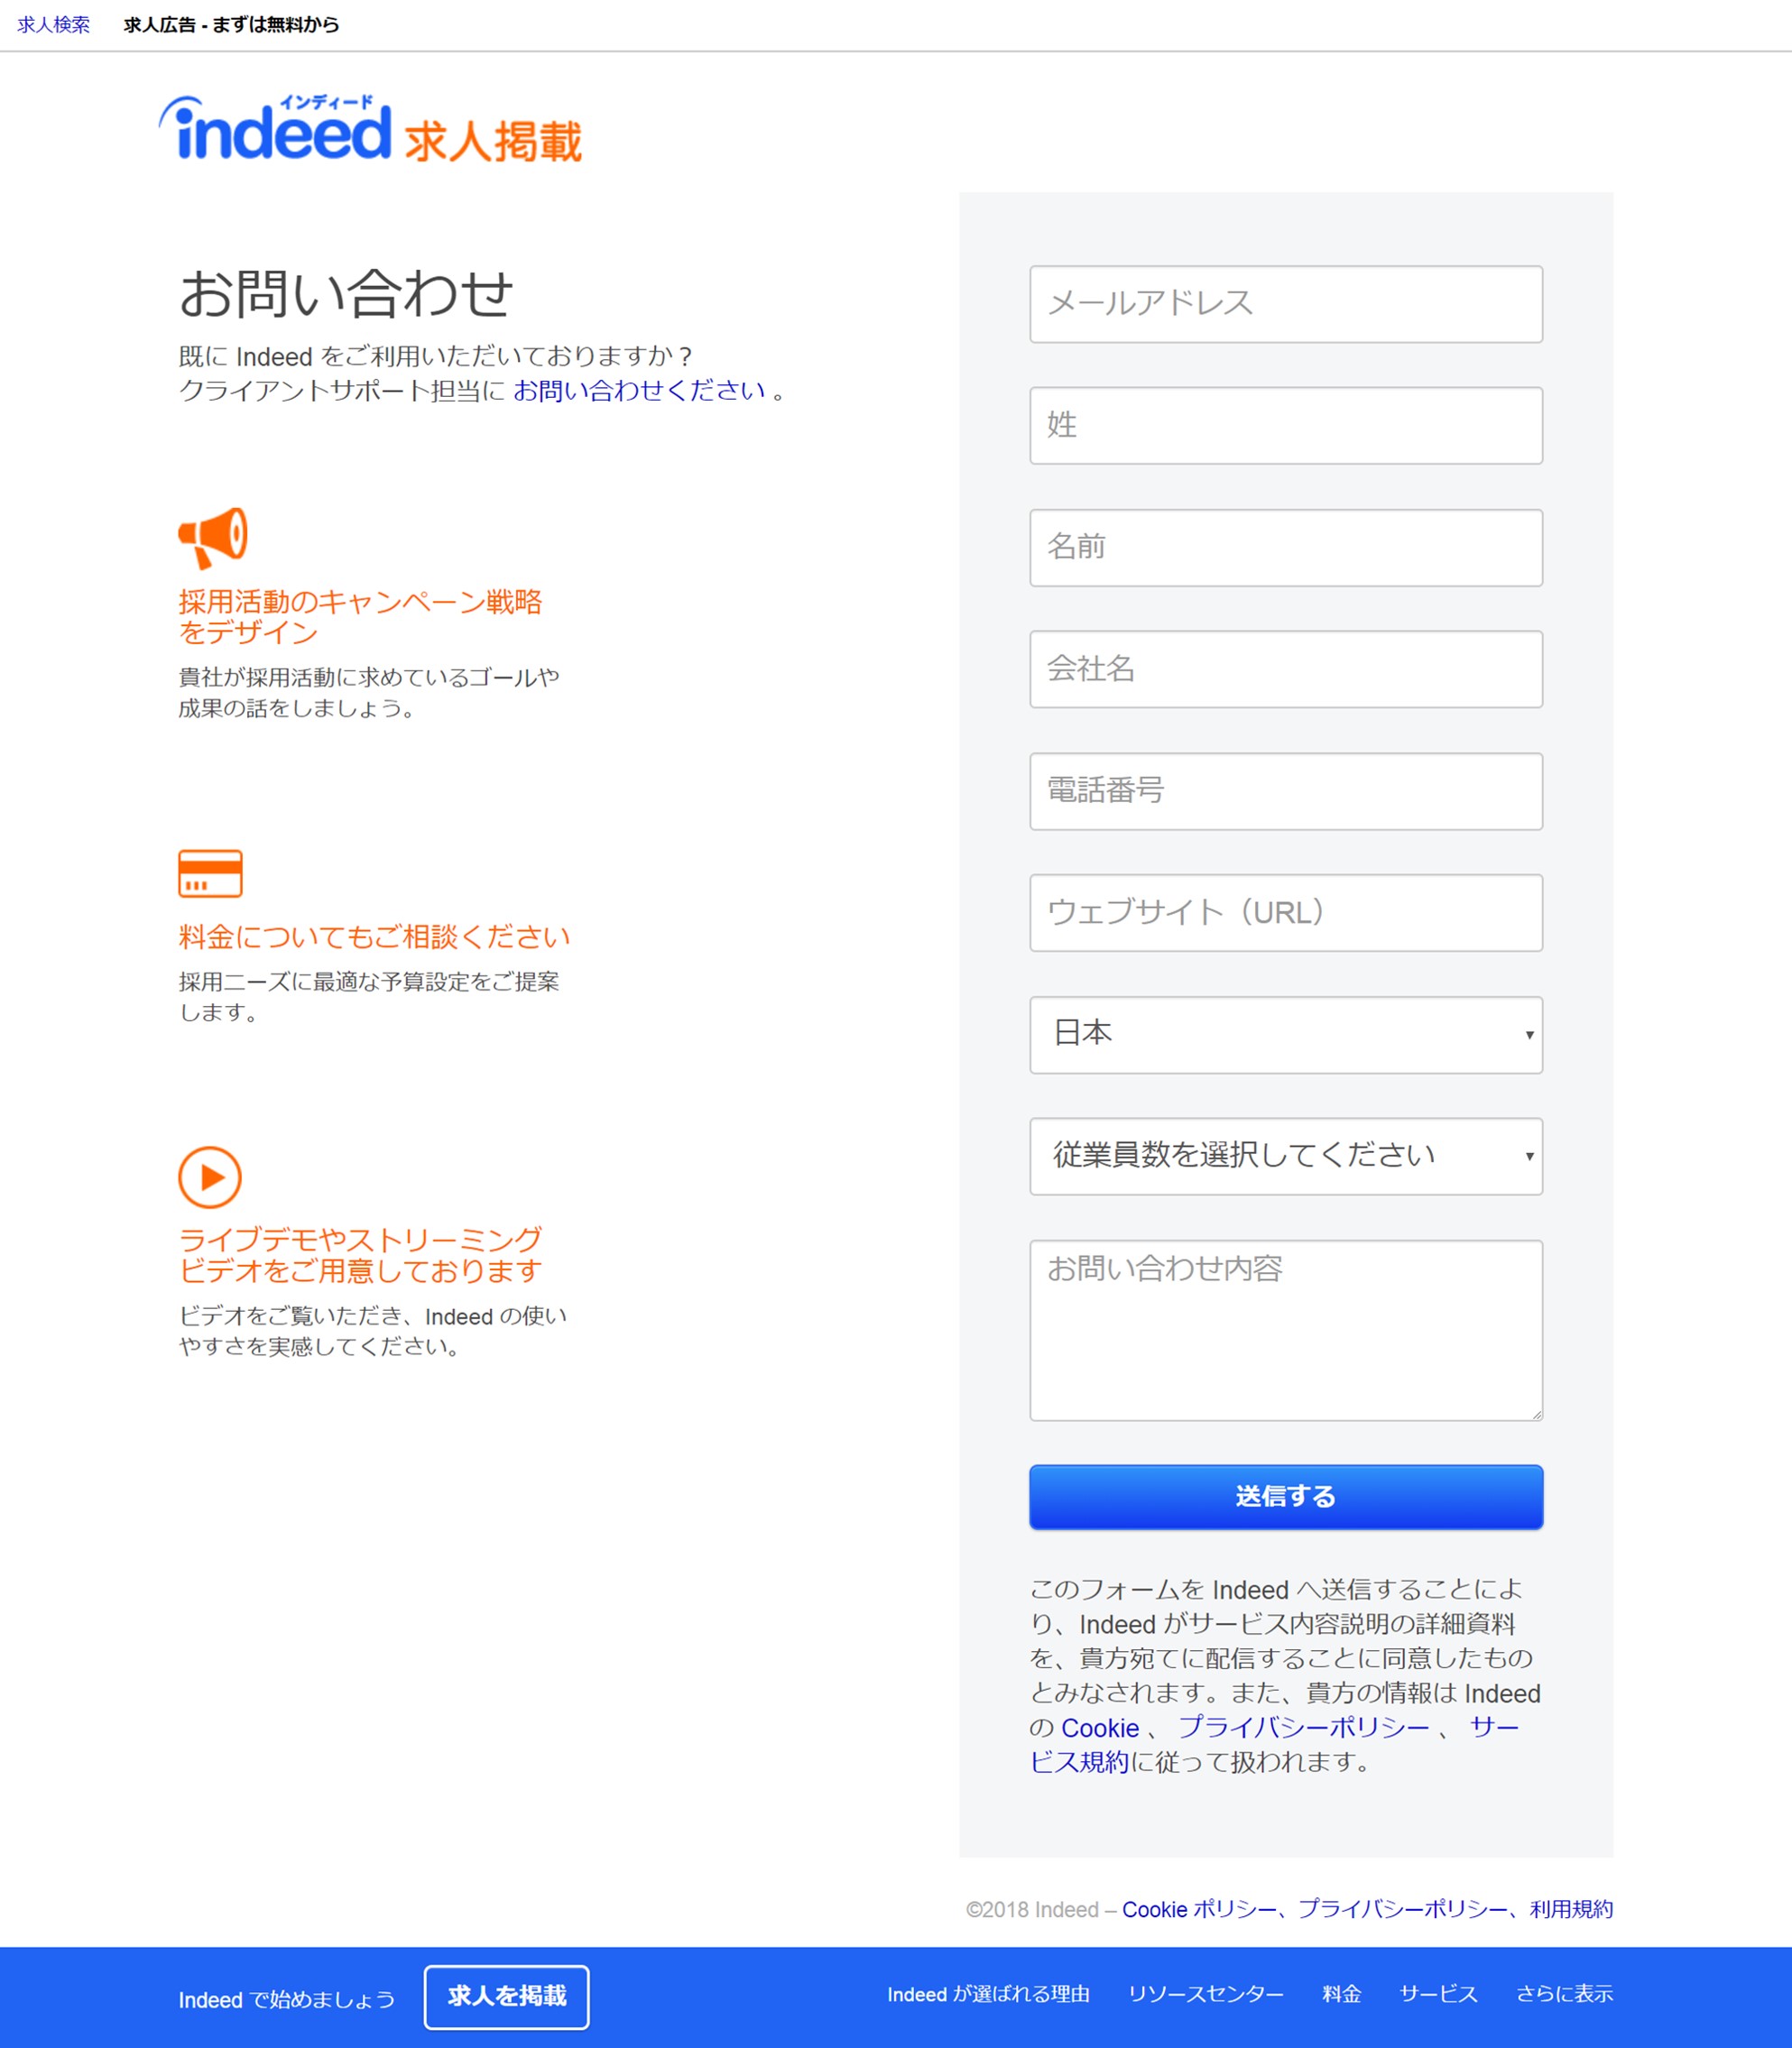 求人検索 求人広告 - まずは無料から
インディード
indeed 求人掲載
お問い合わせ
既に Indeed をご利用いただいておりますか？
クライアントサポート担当に お問い合わせください 。
採用活動のキャンペーン戦略
をデザイン
貴社が採用活動に求めているゴールや
成果の話をしましょう。
料金についてもご相談ください
採用ニーズに最適な予算設定をご提案
します。
ライブデモやストリーミング
ビデオをご用意しております
ビデオをご覧いただき、Indeed の使い
やすさを実感してください。
メールアドレス
姓
名前
会社名
電話番号
ウェブサイト（URL）
日本
従業員数を選択してください
お問い合わせ内容
送信する
このフォームを Indeed へ送信することによ
り、Indeed がサービス内容説明の詳細資料
を、貴方宛てに配信することに同意したもの
とみなされます。また、貴方の情報は Indeed
の Cookie 、 プライバシーポリシー 、 サー
ビス規約に従って扱われます。
©2018 Indeed – Cookie ポリシー、プライバシーポリシー、利用規約
Indeed で始めましょう 求人を掲載 Indeed が選ばれる理由 リソースセンター 料金 サービス さらに表示